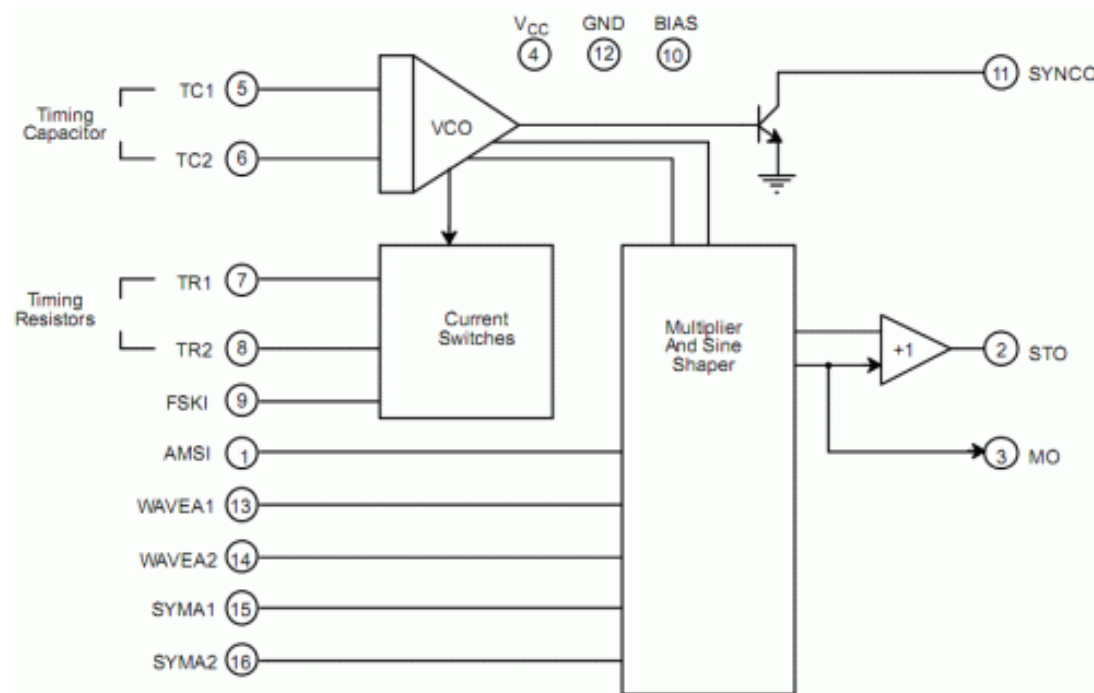 VCC GND BIAS
4 12 10
TC1 5
Timing
Capacitor
TC2 6
VCO
11 SYNCO
TR1 7
Timing
Resistors
TR2 8
Current
Switches
FSKI 9
Multiplier
And Sine
Shaper
+1
2 STO
AMSI 1
3 MO
WAVEA1 13
WAVEA2 14
SYMA1 15
SYMA2 16